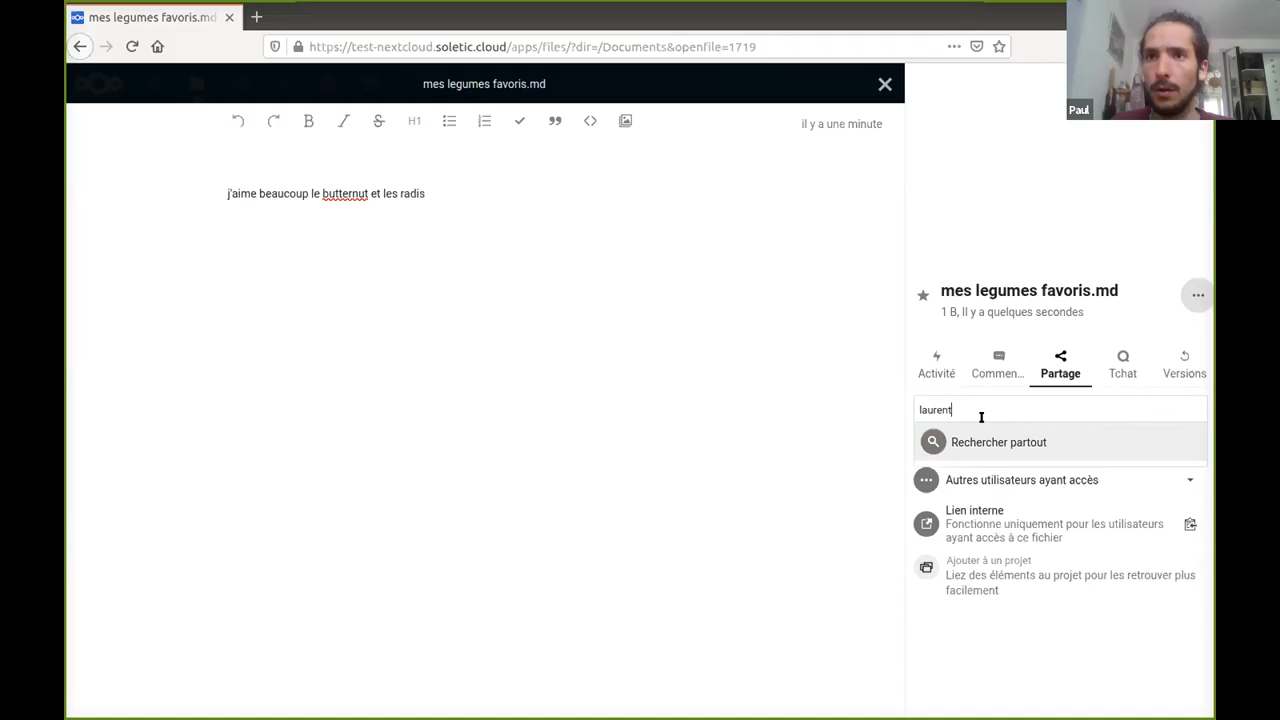 mes legumes favoris.md
https://test-nextcloud.soletic.cloud/apps/files/?dir=/Documents&openfile=1719
Paul
mes legumes favoris.md
H1
il y a une minute
j'aime beaucoup le butternut et les radis
mes legumes favoris.md
1 B, Il y a quelques secondes
Activité
Commen...
Partage
Tchat
Versions
laurent
Rechercher partout
Autres utilisateurs ayant accès
Lien interne
Fonctionne uniquement pour les utilisateurs
ayant accès à ce fichier
Ajouter à un projet
Liez des éléments au projet pour les retrouver plus
facilement